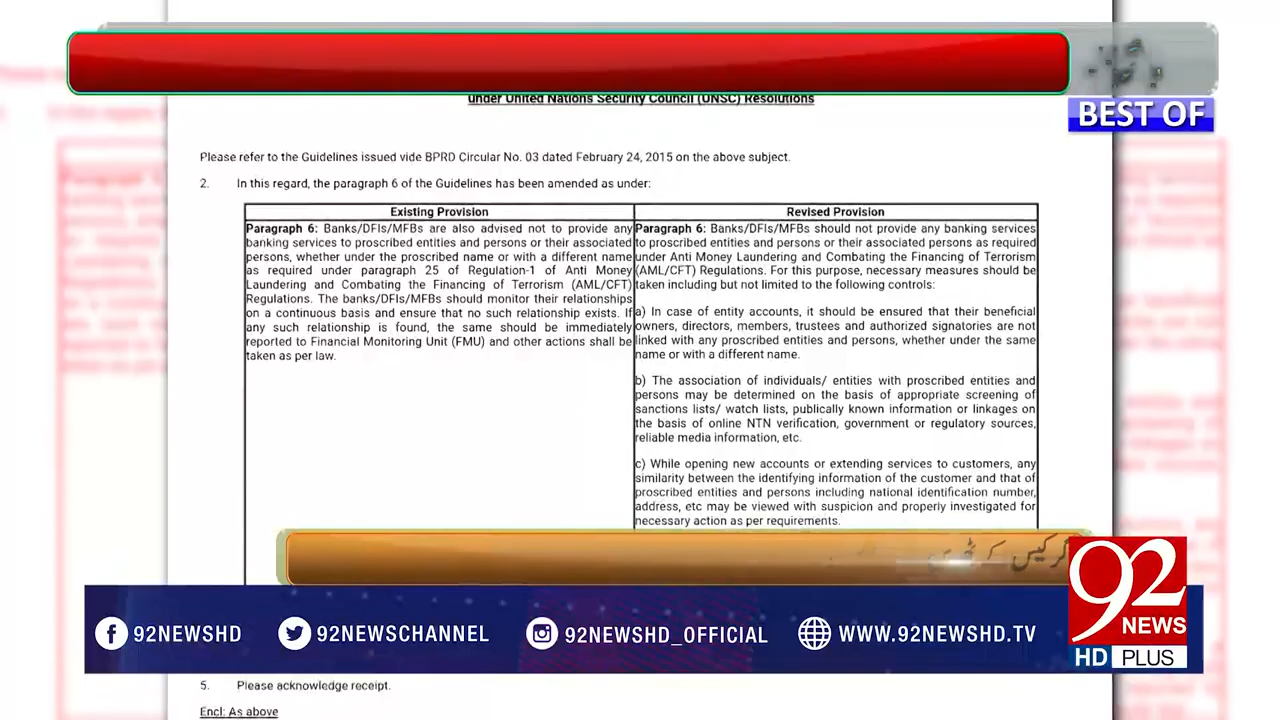 BEST OF
under United Nations Security Council (UNSC) Resolutions
Please refer to the Guidelines issued vide BPRD Circular No. 03 dated February 24, 2015 on the above subject.
2. In this regard, the paragraph 6 of the Guidelines has been amended as under:
Existing Provision
Paragraph 6: Banks/DFIs/MFBs are also advised not to provide any
banking services to proscribed entities and persons or their associated
persons, whether under the proscribed name or with a different name
as required under paragraph 25 of Regulation-1 of Anti Money
Laundering and Combating the Financing of Terrorism (AML/CFT)
Regulations. The banks/DFIs/MFBs should monitor their relationships
on a continuous basis and ensure that no such relationship exists. If
any such relationship is found, the same should be immediately
reported to Financial Monitoring Unit (FMU) and other actions shall be
taken as per law.
Revised Provision
Paragraph 6: Banks/DFIs/MFBs should not provide any banking services
to proscribed entities and persons or their associated persons as required
under Anti Money Laundering and Combating the Financing of Terrorism
(AML/CFT) Regulations. For this purpose, necessary measures should be
taken including but not limited to the following controls:
a) In case of entity accounts, it should be ensured that their beneficial
owners, directors, members, trustees and authorized signatories are not
linked with any proscribed entities and persons, whether under the same
name or with a different name.
b) The association of individuals/ entities with proscribed entities and
persons may be determined on the basis of appropriate screening of
sanctions lists/ watch lists, publically known information or linkages on
the basis of online NTN verification, government or regulatory sources,
reliable media information, etc.
c) While opening new accounts or extending services to customers, any
similarity between the identifying information of the customer and that of
proscribed entities and persons including national identification number,
address, etc may be viewed with suspicion and properly investigated for
necessary action as per requirements.
92
NEWS
HD PLUS
92NEWSHD
92NEWSCHANNEL
92NEWSHD_OFFICIAL
WWW.92NEWSHD.TV
5. Please acknowledge receipt.
Encl: As above